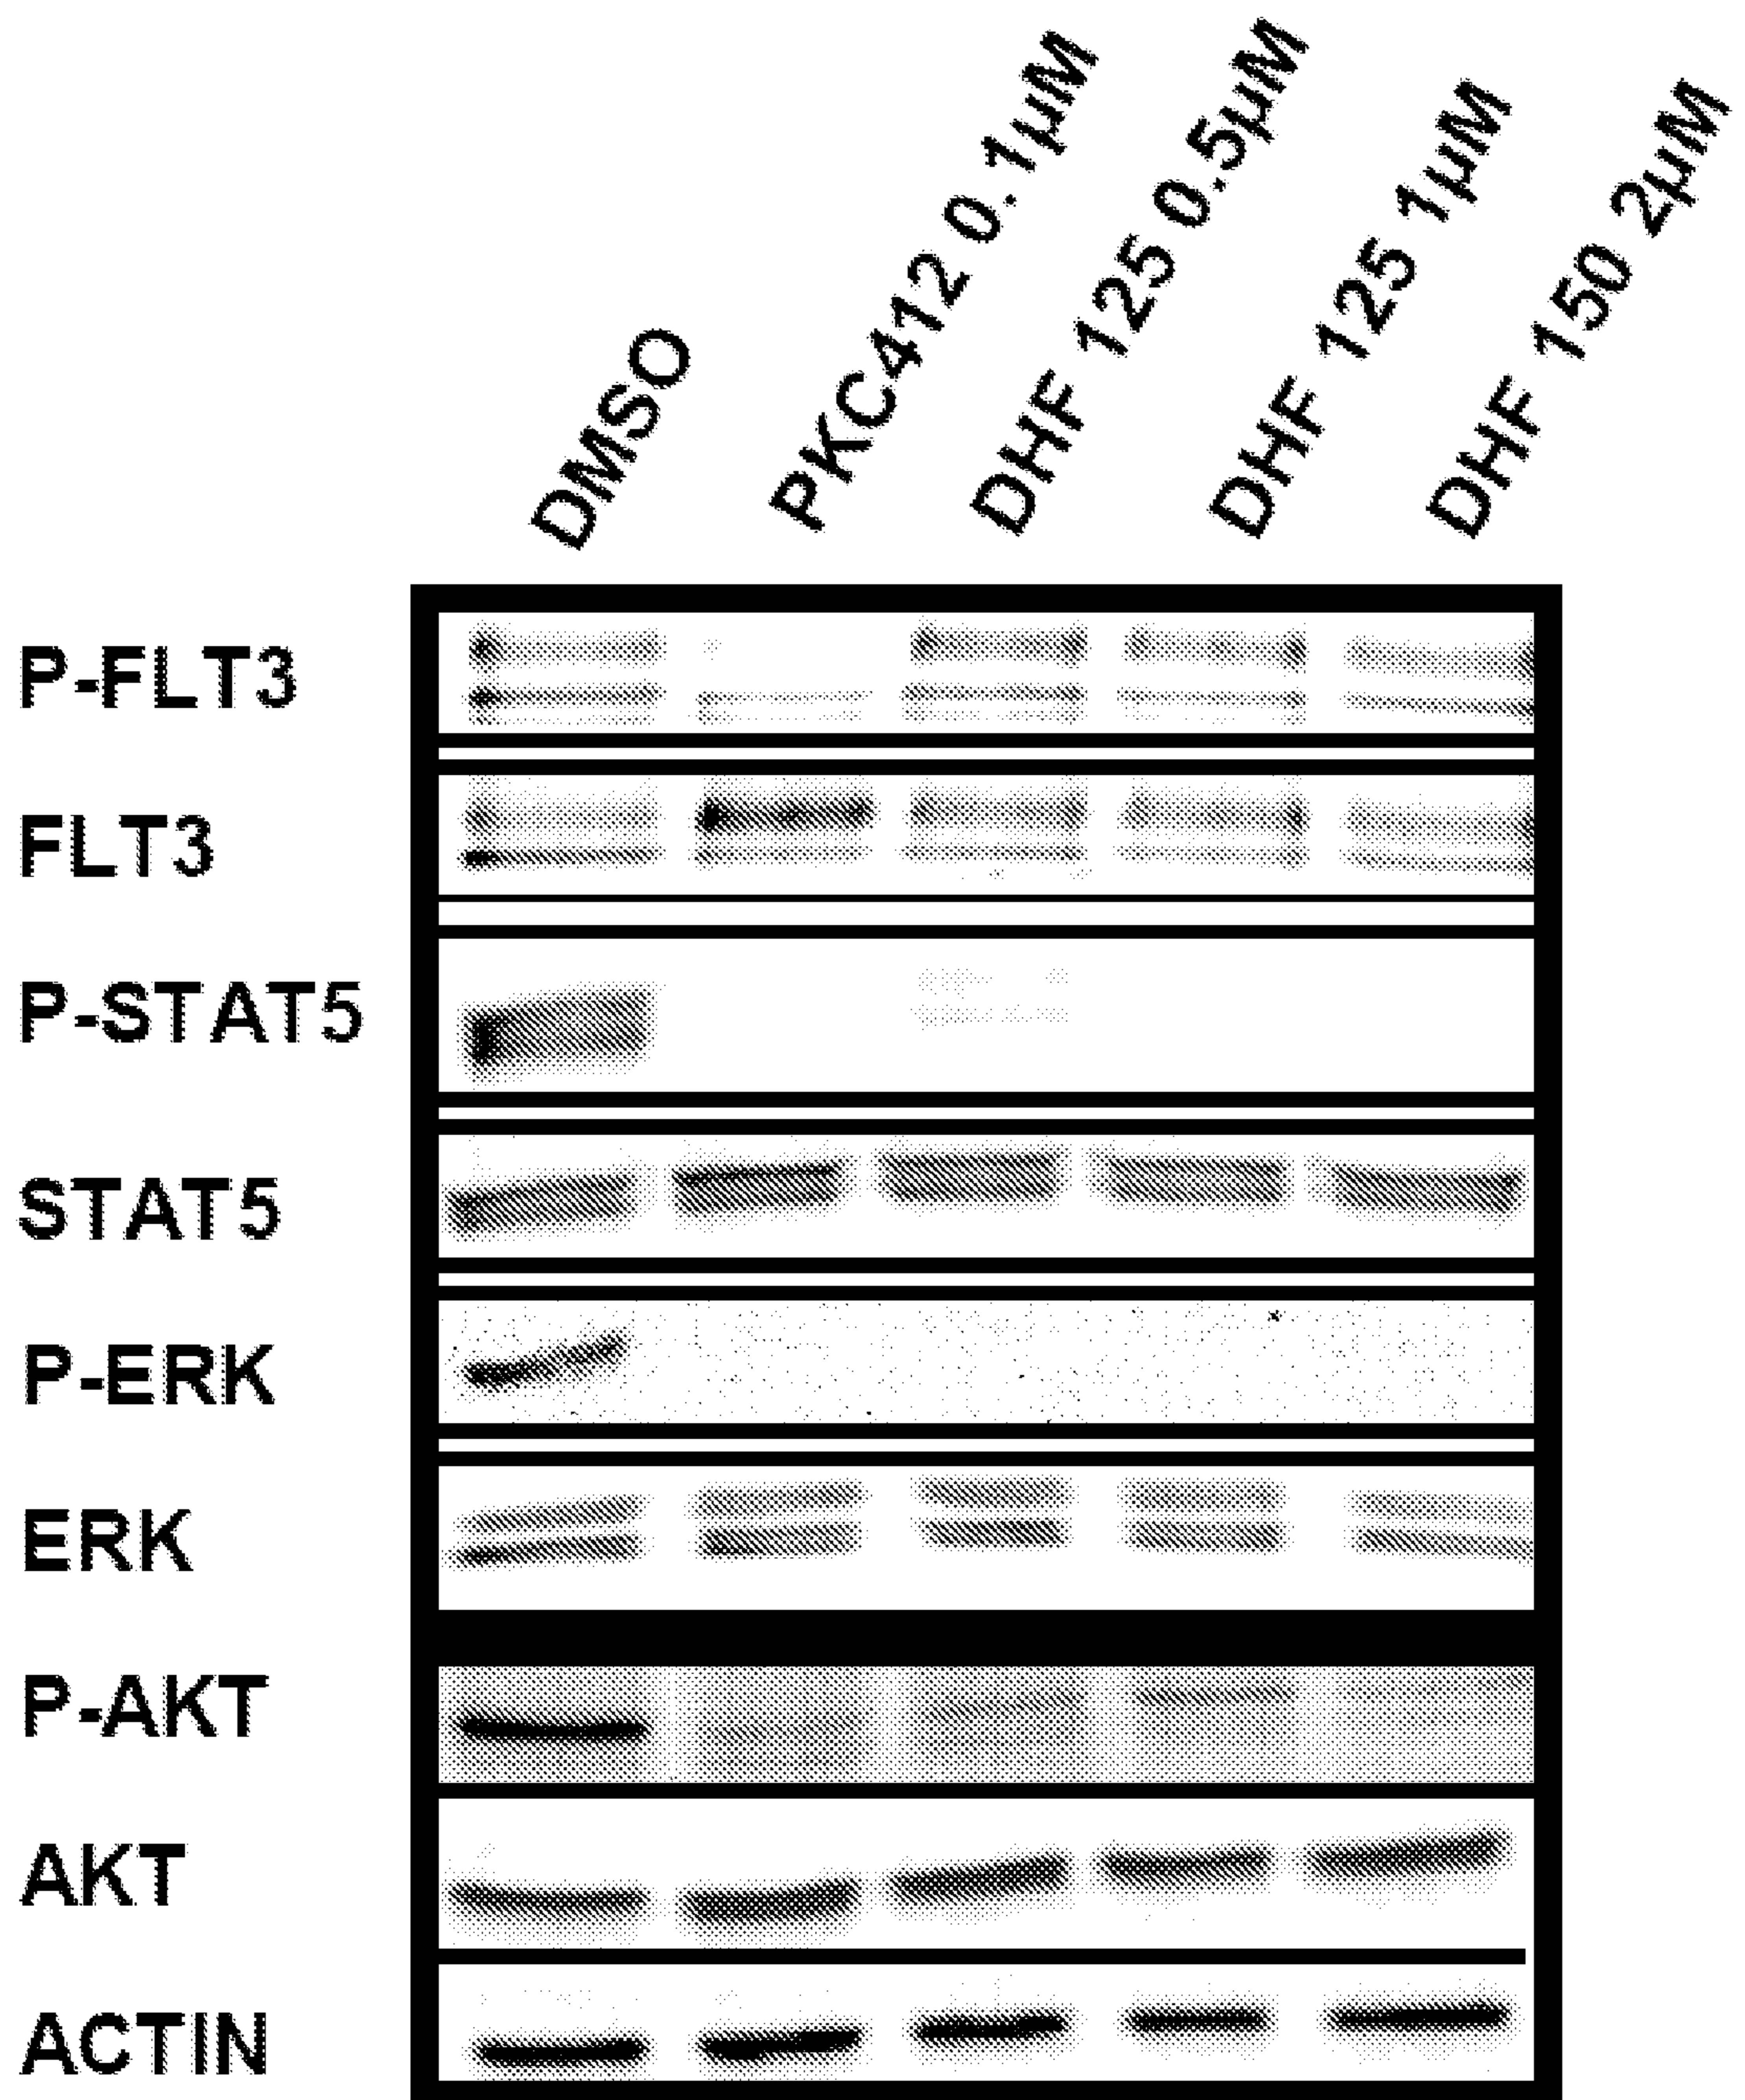 DMSO
PKC412 0.1µM
DHF 125 0.5µM
DHF 125 1µM
DHF 150 2µM
P-FLT3
FLT3
P-STAT5
STAT5
P-ERK
ERK
P-AKT
AKT
ACTIN